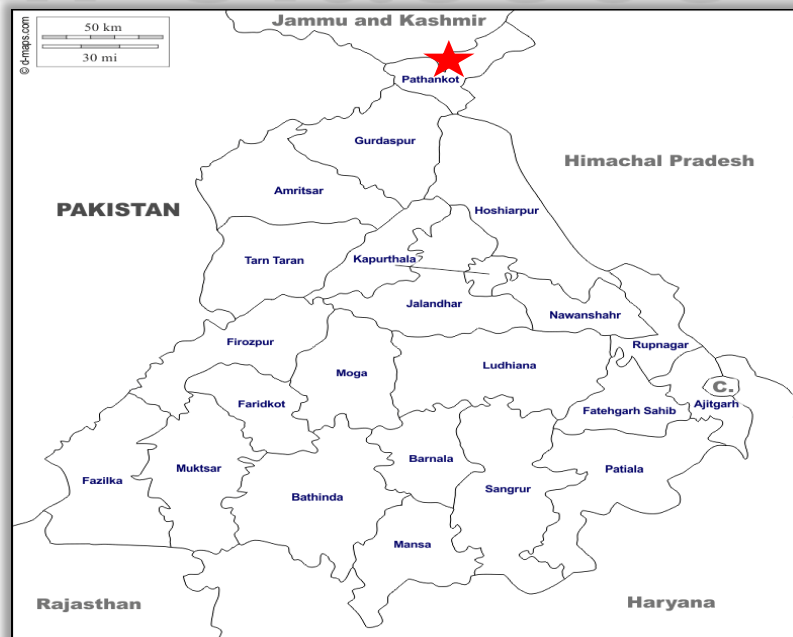 Jammu and Kashmir
50 km
30 mi
© d-maps.com
Pathankot
Gurdaspur
Himachal Pradesh
Amritsar
PAKISTAN
Hoshiarpur
Tarn Taran
Kapurthala
Jalandhar
Nawanshahr
Firozpur
Rupnagar
Moga
Ludhiana
C.
Faridkot
Ajitgarh
Fatehgarh Sahib
Barnala
Muktsar
Patiala
Fazilka
Sangrur
Bathinda
Mansa
Rajasthan
Haryana